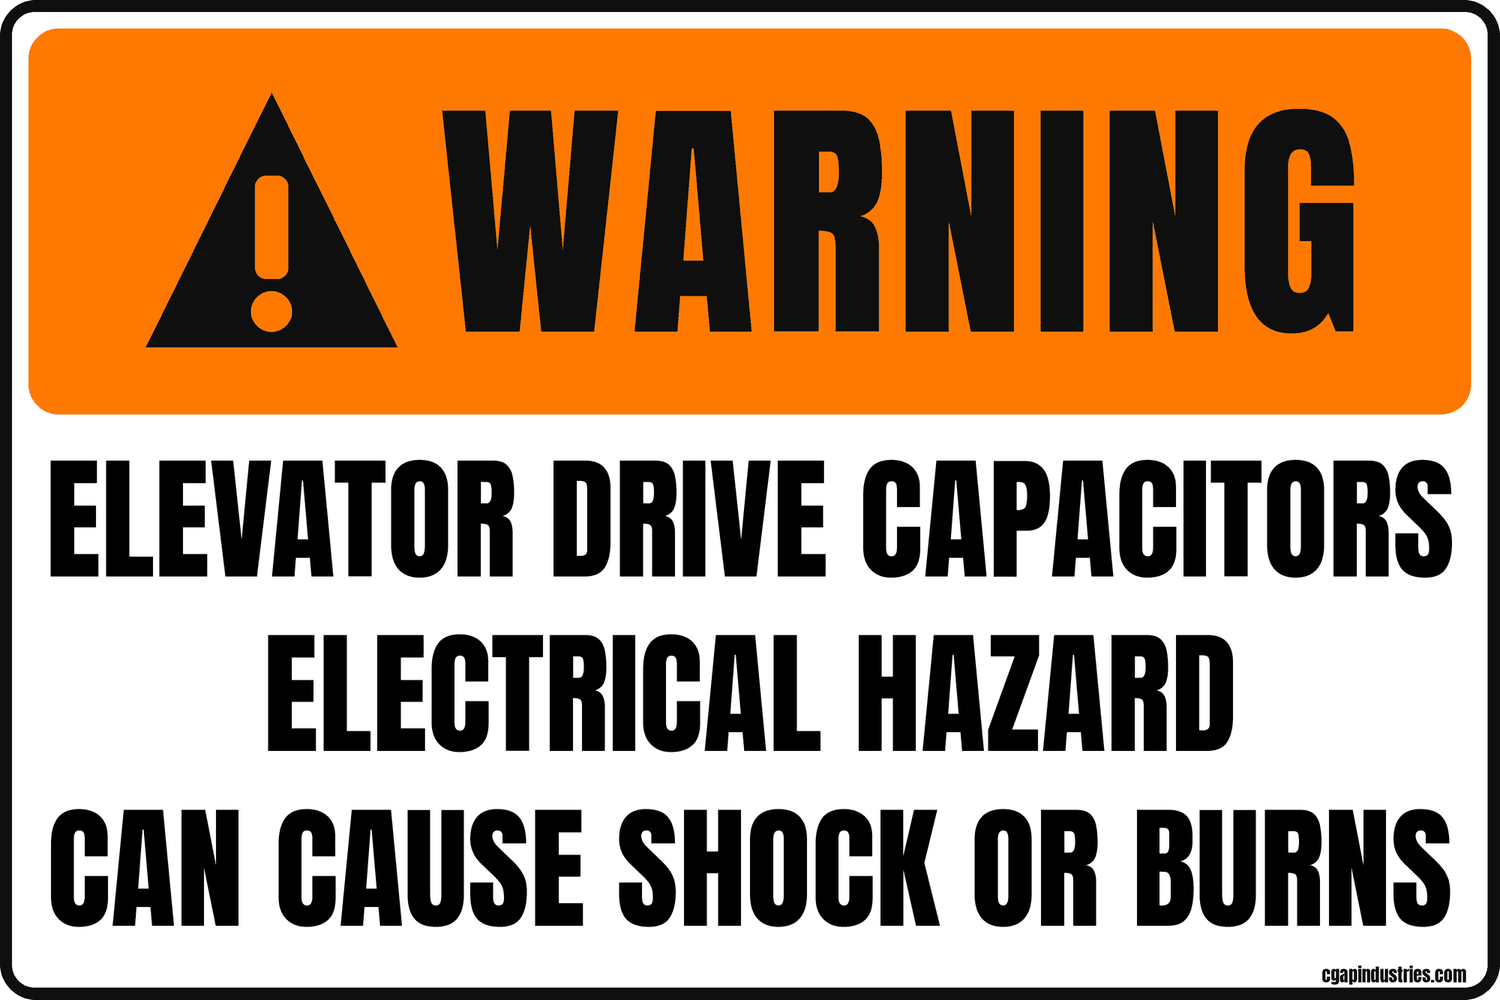 WARNING
ELEVATOR DRIVE CAPACITORS
ELECTRICAL HAZARD
CAN CAUSE SHOCK OR BURNS
cgapindustries.com